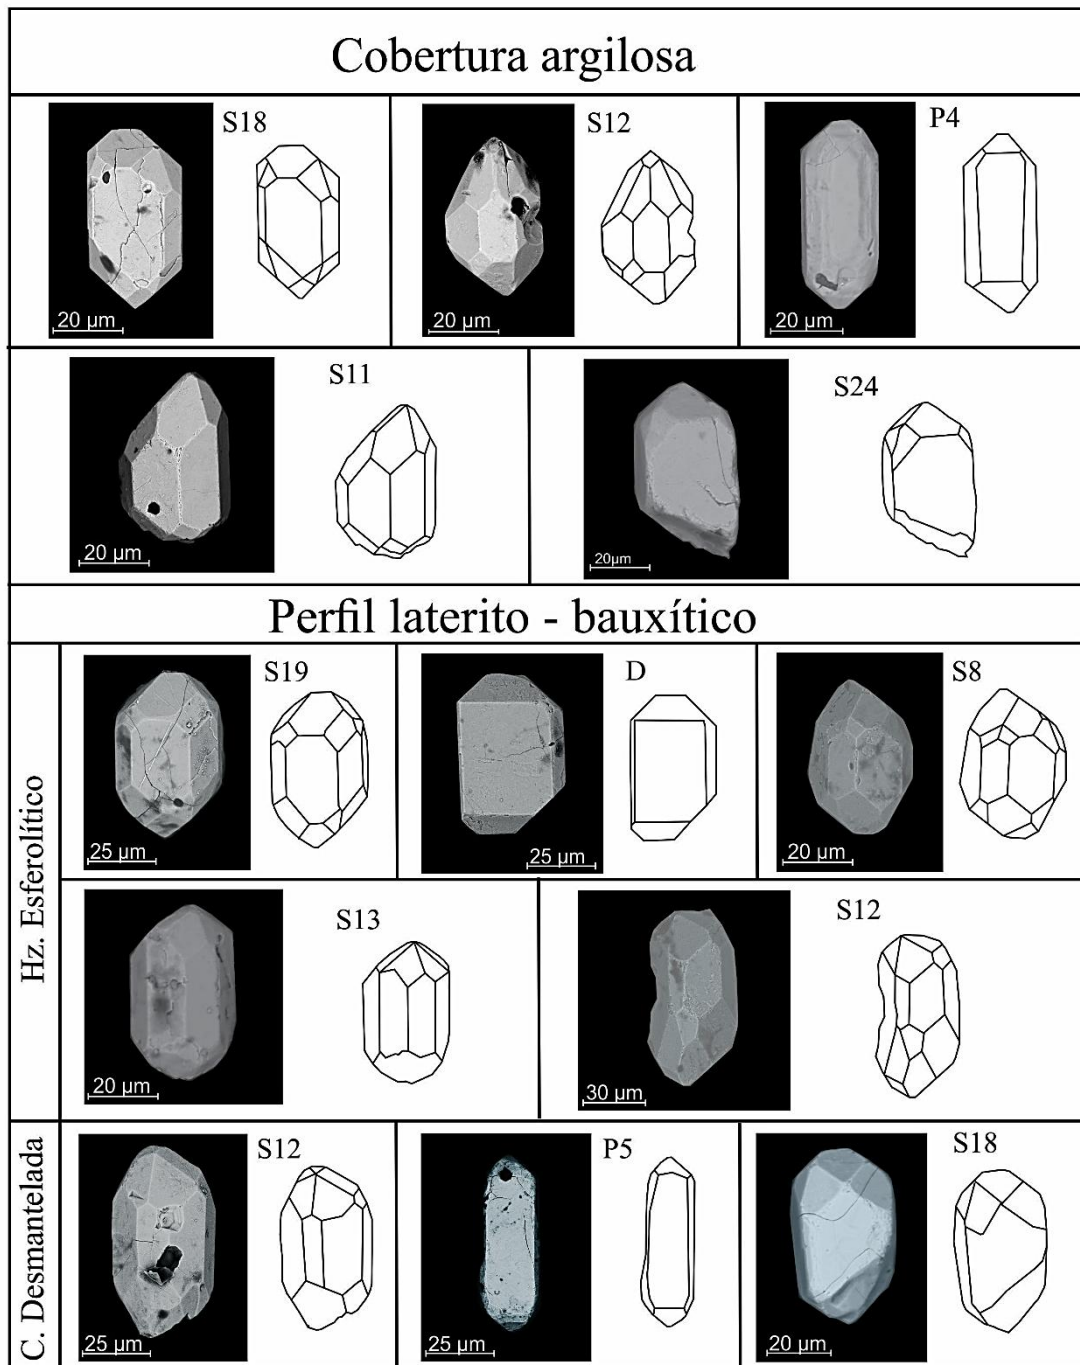 Cobertura argilosa
S18
20 µm
S12
20 µm
P4
20 µm
S11
20 µm
S24
20µm
Perfil laterito - bauxítico
Hz. Esferolítico
S19
25 µm
D
25 µm
S8
20 µm
S13
20 µm
S12
30 µm
C. Desmantelada
S12
25 µm
P5
25 µm
S18
20 µm